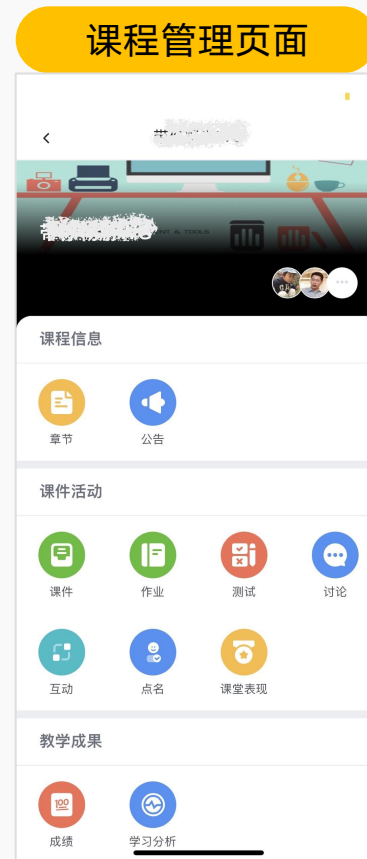 课程管理页面
& TOOLS
课程信息
章节 公告
课件活动
课件 作业 测试 讨论
互动 点名 课堂表现
教学成果
100
成绩 学习分析